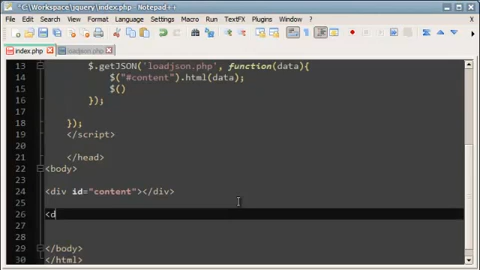 C:\Workspace\jquery\index.php - Notepad++
File Edit Search View Encoding Language Settings Macro Run TextFX Plugins Window ?
index.php loadjson.php
13 $.getJSON('loadjson.php', function(data){
14 $("#content").html(data);
15 $()
16 });
17
18 });
19 </script>
20
21 </head>
22 <body>
23
24 <div id="content"></div>
25
26 <d
27
28
29 </body>
30 </html>